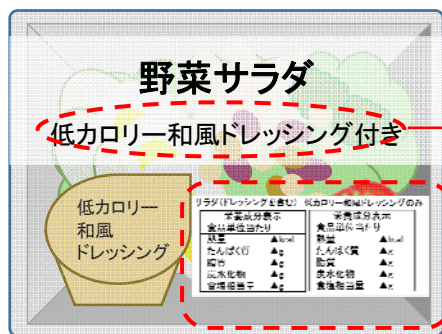 野菜サラダ
低カロリー和風ドレッシング付き
低カロリー
和風
ドレッシング
サラダ(ドレッシングを含む)
栄養成分表示
食品単位当たり
熱量 ▲kcal
たんぱく質 ▲g
脂質 ▲g
炭水化物 ▲g
食塩相当量 ▲g
低カロリー和風ドレッシングのみ
栄養成分表示
食品単位当たり
熱量 ▲kcal
たんぱく質 ▲g
脂質 ▲g
炭水化物 ▲g
食塩相当量 ▲g